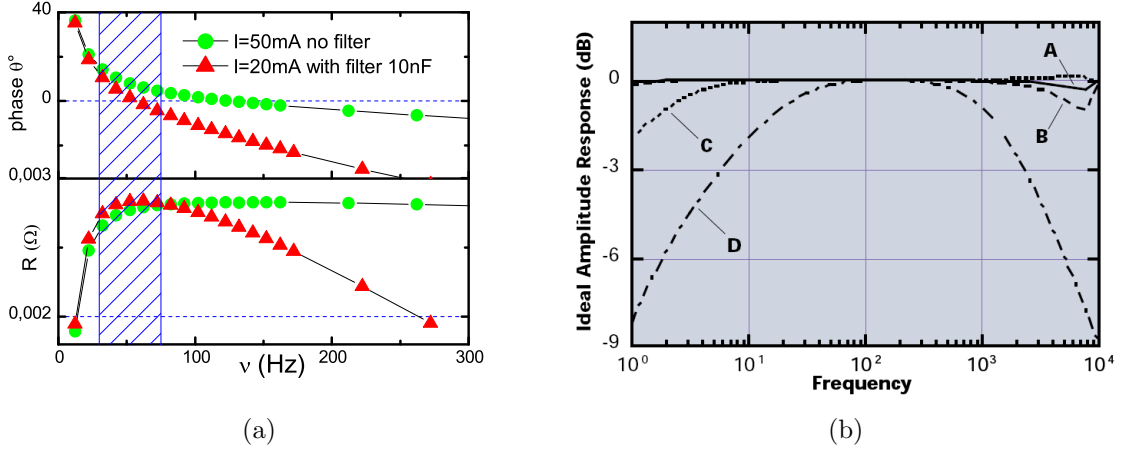 40
I=50mA no filter
I=20mA with filter 10nF
phase θ°
0
0,003
R (Ω)
0,002
0 100 200 300
ν (Hz)
(a)
Ideal Amplitude Response (dB)
0
-3
-6
-9
A
B
C
D
10⁰ 10¹ 10² 10³ 10⁴
Frequency
(b)